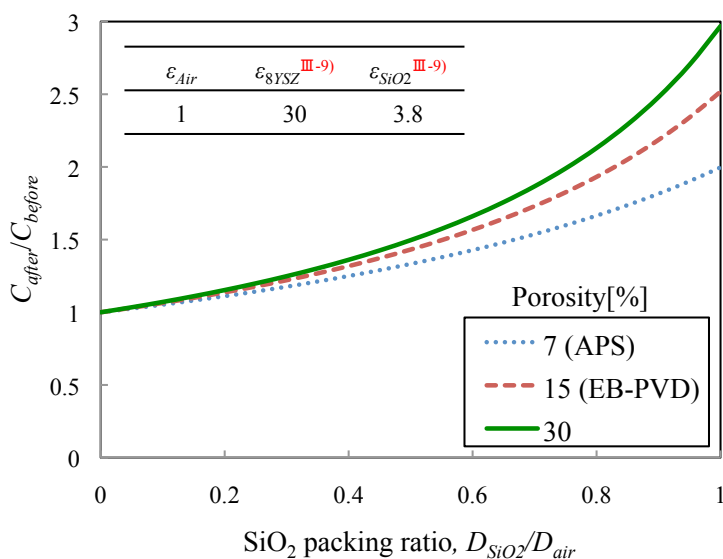 3
2.5
2
1.5
1
0.5
0
C_after/C_before
ε_Air ε_8YSZ^Ⅲ-9) ε_SiO2^Ⅲ-9)
1 30 3.8
Porosity[%]
7 (APS)
15 (EB-PVD)
30
0 0.2 0.4 0.6 0.8 1
SiO₂ packing ratio, D_SiO2/D_air